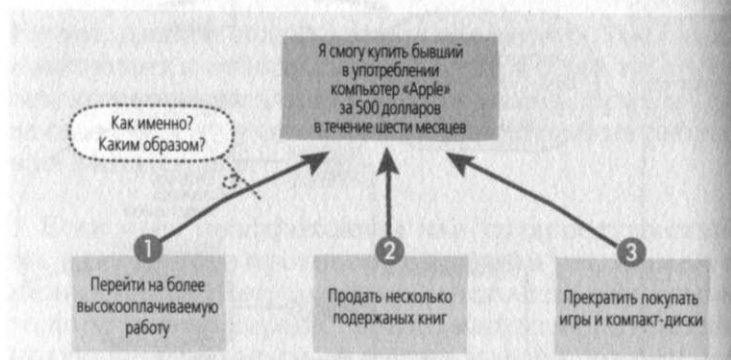 Я смогу купить бывший
в употреблении
компьютер «Apple»
за 500 долларов
в течение шести месяцев
Как именно?
Каким образом?
1
Перейти на более
высокооплачиваемую
работу
2
Продать несколько
подержаных книг
3
Прекратить покупать
игры и компакт-диски